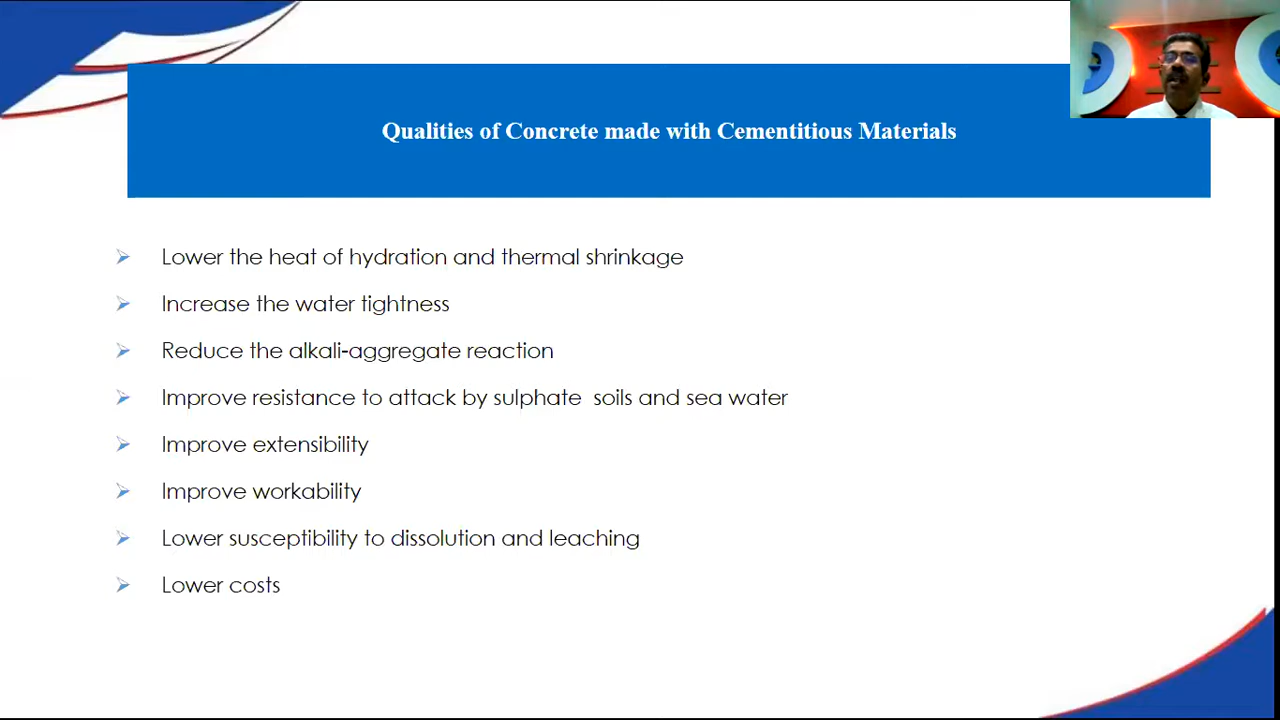 Qualities of Concrete made with Cementitious Materials
Lower the heat of hydration and thermal shrinkage
Increase the water tightness
Reduce the alkali-aggregate reaction
Improve resistance to attack by sulphate  soils and sea water
Improve extensibility
Improve workability
Lower susceptibility to dissolution and leaching
Lower costs